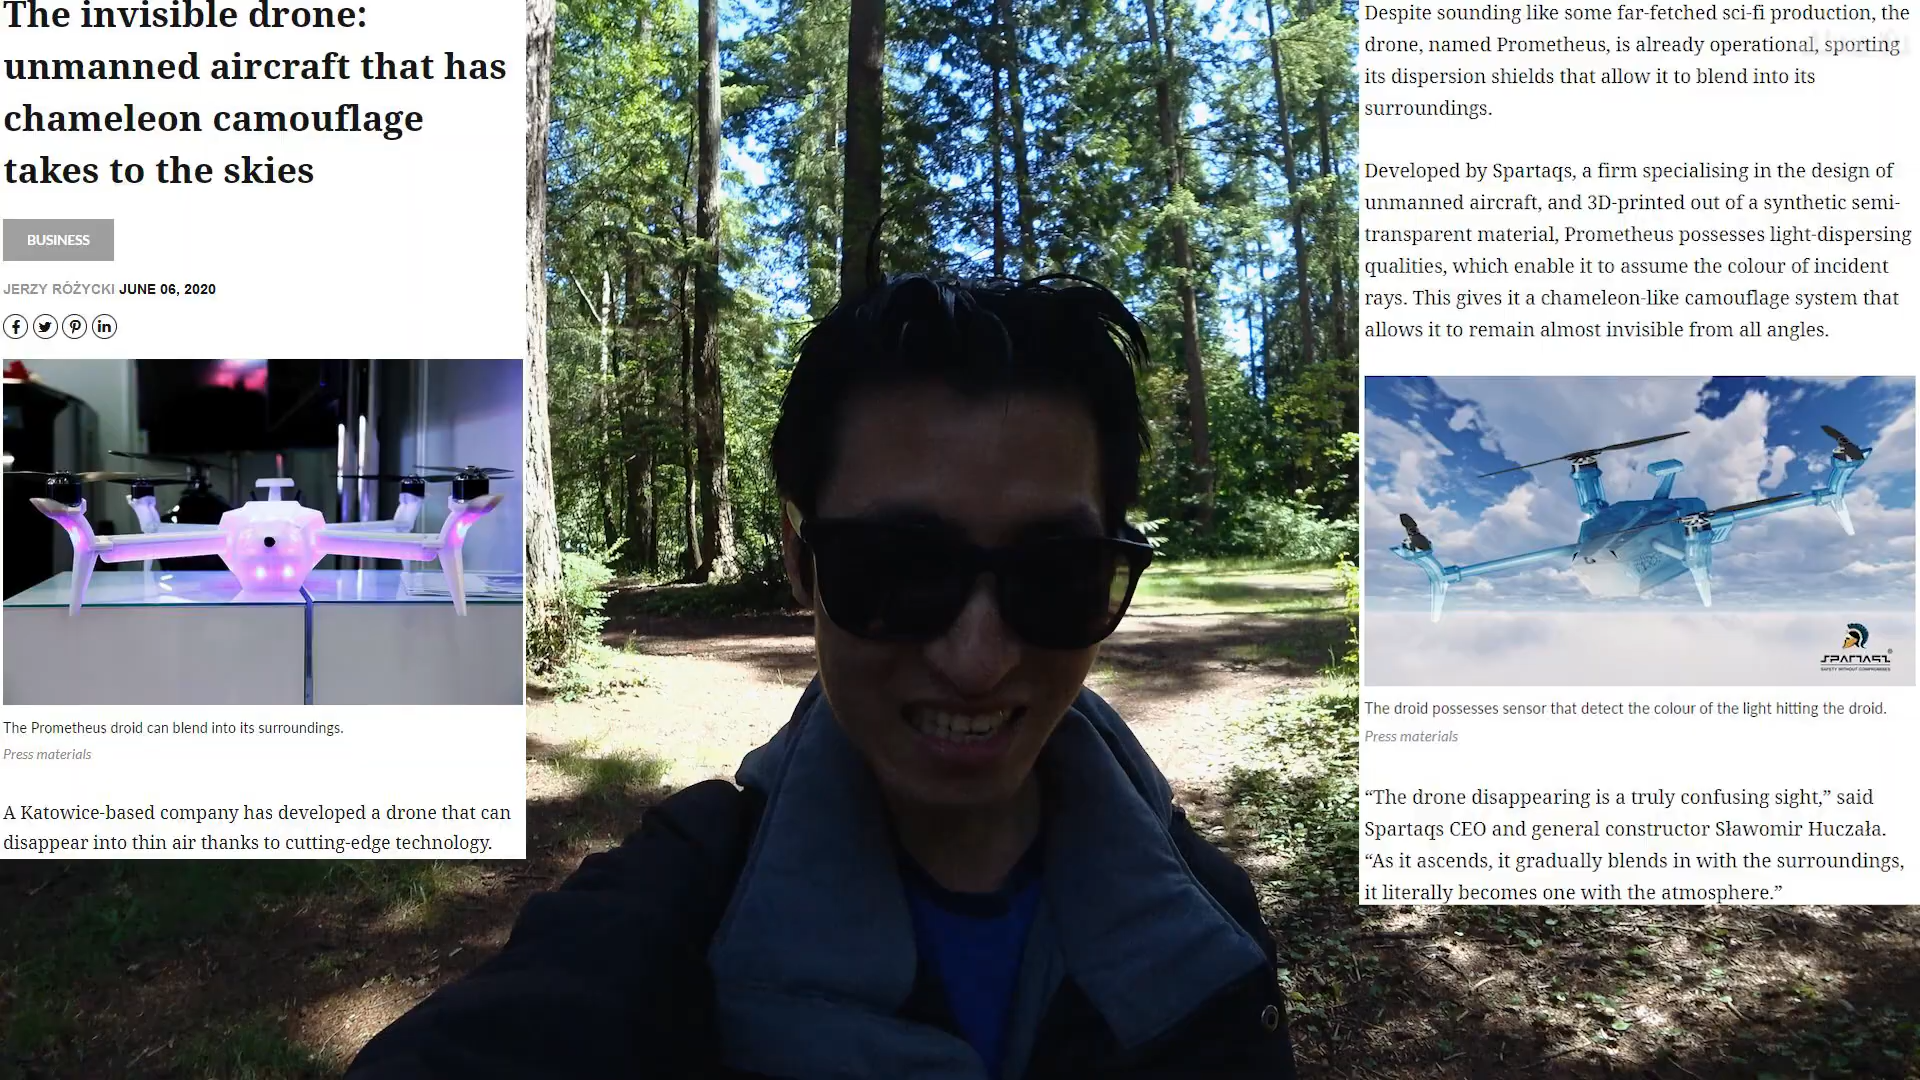 The invisible drone:
unmanned aircraft that has
chameleon camouflage
takes to the skies
BUSINESS
JERZY RÓŻYCKI JUNE 06, 2020
The Prometheus droid can blend into its surroundings.
Press materials
A Katowice-based company has developed a drone that can
disappear into thin air thanks to cutting-edge technology.
Despite sounding like some far-fetched sci-fi production, the
drone, named Prometheus, is already operational, sporting
its dispersion shields that allow it to blend into its
surroundings.
Developed by Spartaqs, a firm specialising in the design of
unmanned aircraft, and 3D-printed out of a synthetic semi-
transparent material, Prometheus possesses light-dispersing
qualities, which enable it to assume the colour of incident
rays. This gives it a chameleon-like camouflage system that
allows it to remain almost invisible from all angles.
SPARTAQS
SAFETY WITHOUT COMPROMISES
The droid possesses sensor that detect the colour of the light hitting the droid.
Press materials
“The drone disappearing is a truly confusing sight,” said
Spartaqs CEO and general constructor Sławomir Huczała.
“As it ascends, it gradually blends in with the surroundings,
it literally becomes one with the atmosphere.”